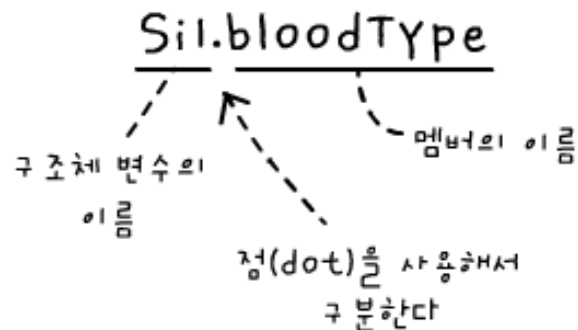 Sil.bloodType
구조체 변수의
이름
멤버의 이름
점(dot)을 사용해서
구분한다